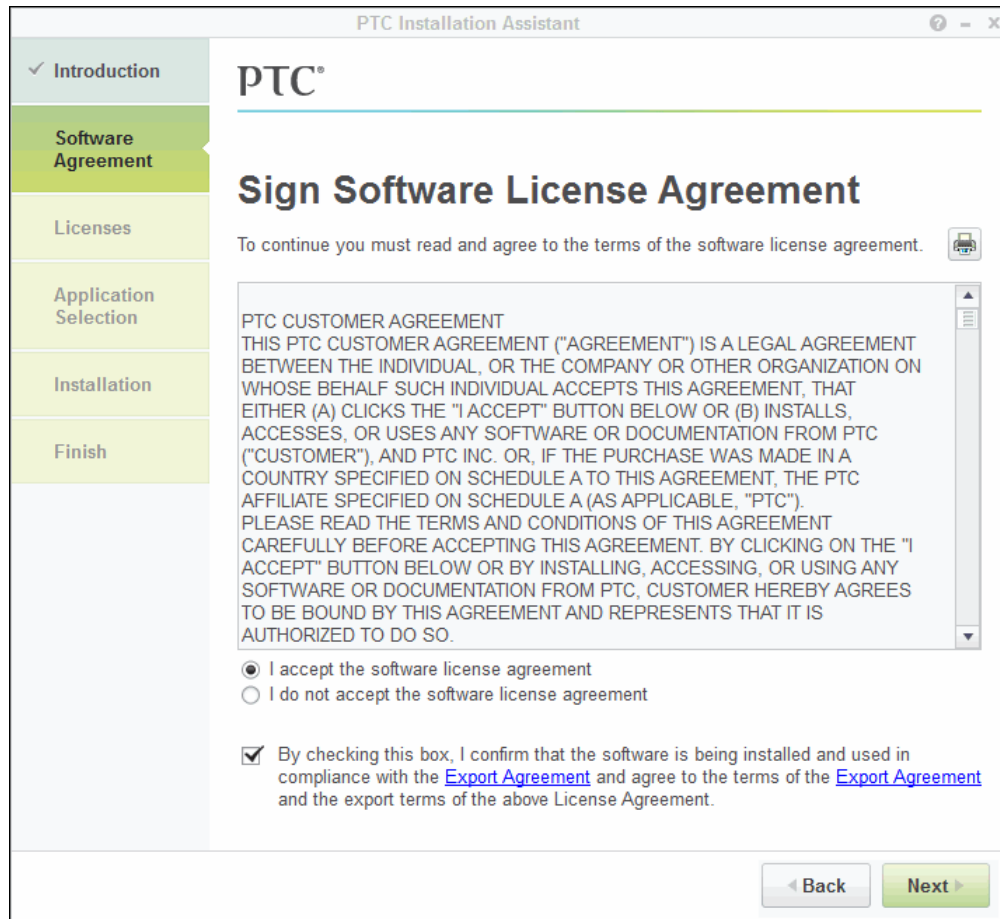 PTC Installation Assistant
Introduction
Software
Agreement
Licenses
Application
Selection
Installation
Finish
PTC®
Sign Software License Agreement
To continue you must read and agree to the terms of the software license agreement.
PTC CUSTOMER AGREEMENT
THIS PTC CUSTOMER AGREEMENT ("AGREEMENT") IS A LEGAL AGREEMENT
BETWEEN THE INDIVIDUAL, OR THE COMPANY OR OTHER ORGANIZATION ON
WHOSE BEHALF SUCH INDIVIDUAL ACCEPTS THIS AGREEMENT, THAT
EITHER (A) CLICKS THE "I ACCEPT" BUTTON BELOW OR (B) INSTALLS,
ACCESSES, OR USES ANY SOFTWARE OR DOCUMENTATION FROM PTC
("CUSTOMER"), AND PTC INC. OR, IF THE PURCHASE WAS MADE IN A
COUNTRY SPECIFIED ON SCHEDULE A TO THIS AGREEMENT, THE PTC
AFFILIATE SPECIFIED ON SCHEDULE A (AS APPLICABLE, "PTC").
PLEASE READ THE TERMS AND CONDITIONS OF THIS AGREEMENT
CAREFULLY BEFORE ACCEPTING THIS AGREEMENT. BY CLICKING ON THE "I
ACCEPT" BUTTON BELOW OR BY INSTALLING, ACCESSING, OR USING ANY
SOFTWARE OR DOCUMENTATION FROM PTC, CUSTOMER HEREBY AGREES
TO BE BOUND BY THIS AGREEMENT AND REPRESENTS THAT IT IS
AUTHORIZED TO DO SO.
I accept the software license agreement
I do not accept the software license agreement
By checking this box, I confirm that the software is being installed and used in
compliance with the Export Agreement and agree to the terms of the Export Agreement
and the export terms of the above License Agreement.
Back
Next